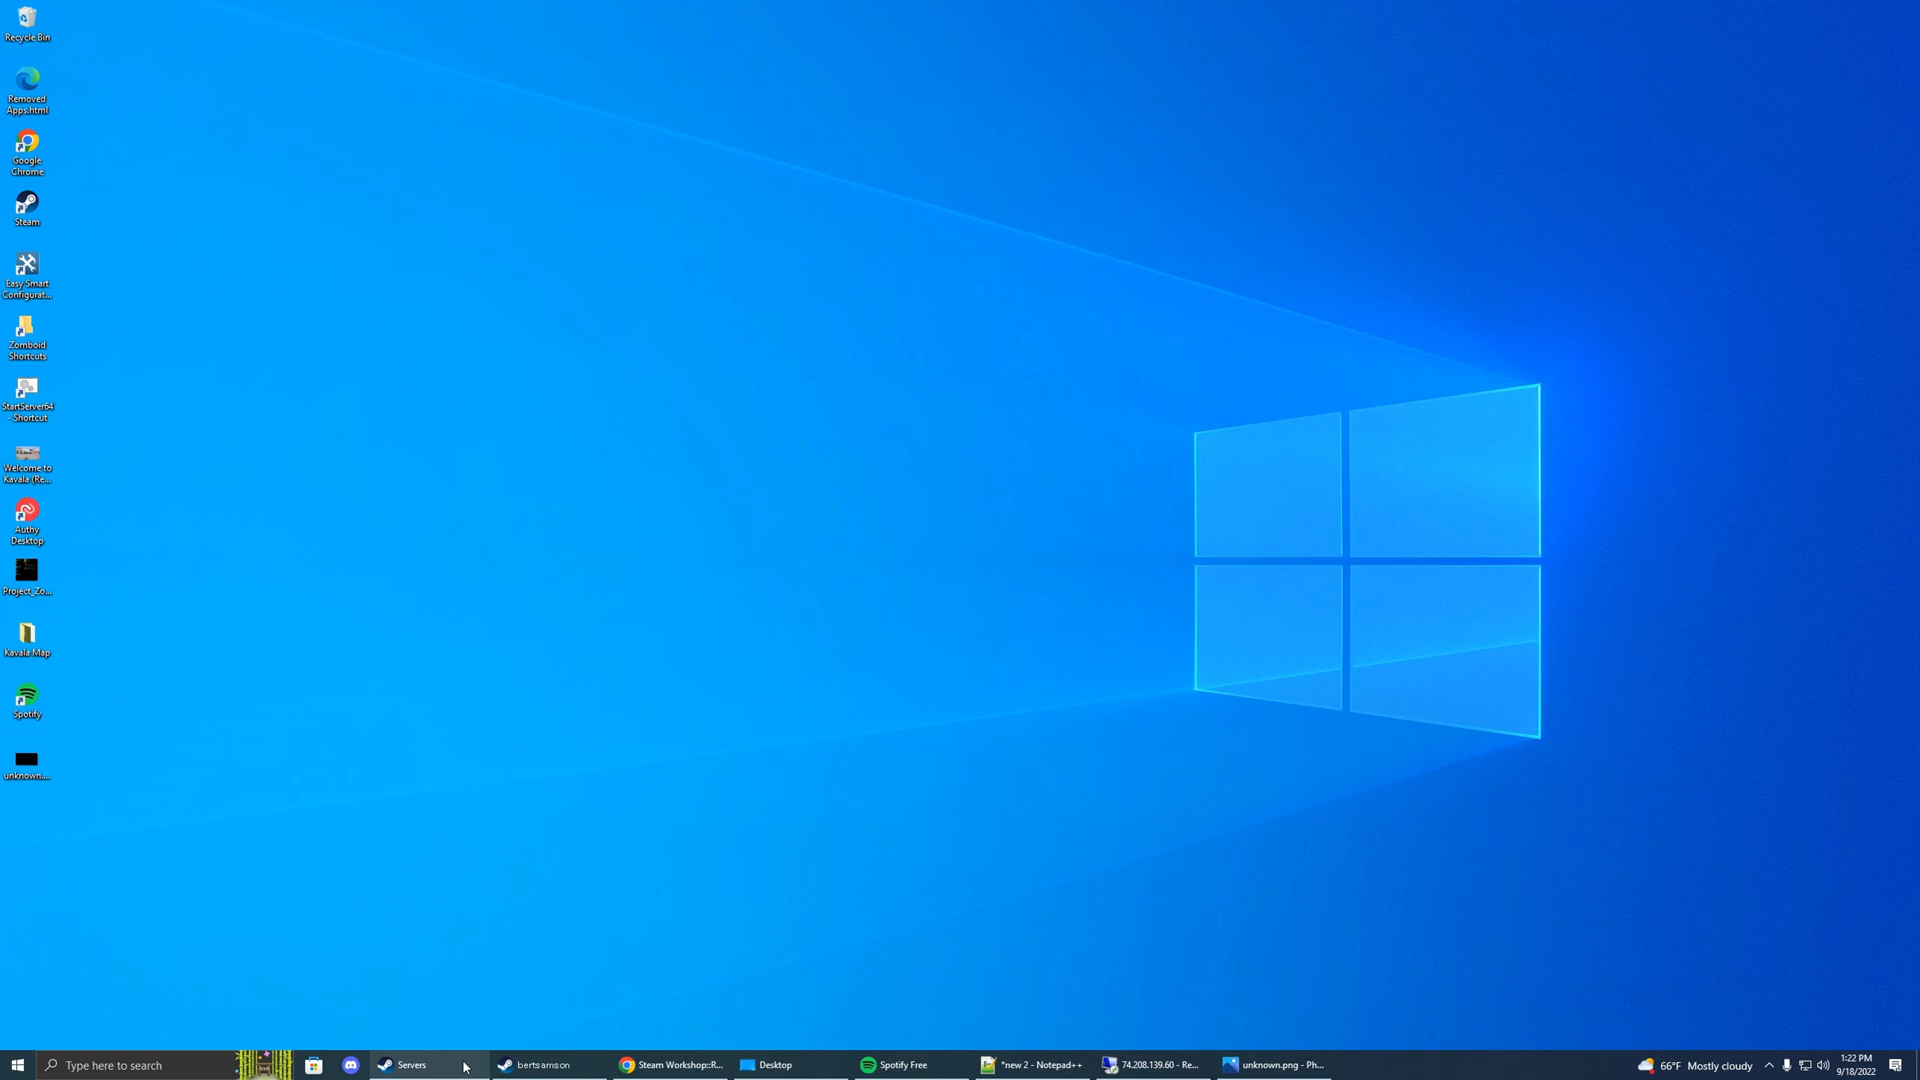 Recycle Bin
Removed
Apps.html
Google
Chrome
Steam
Easy Smart
Configurat...
Zomboid
Shortcuts
StartServer64
- Shortcut
Welcome to
Kavala (Re...
Authy
Desktop
Project_Zo...
Kavala Map
Spotify
unknown....
Type here to search
Servers
bertsamson
Steam Workshop::R...
Desktop
Spotify Free
*new 2 - Notepad++
74.208.139.60 - Re...
unknown.png - Ph...
66°F Mostly cloudy
1:22 PM
9/18/2022